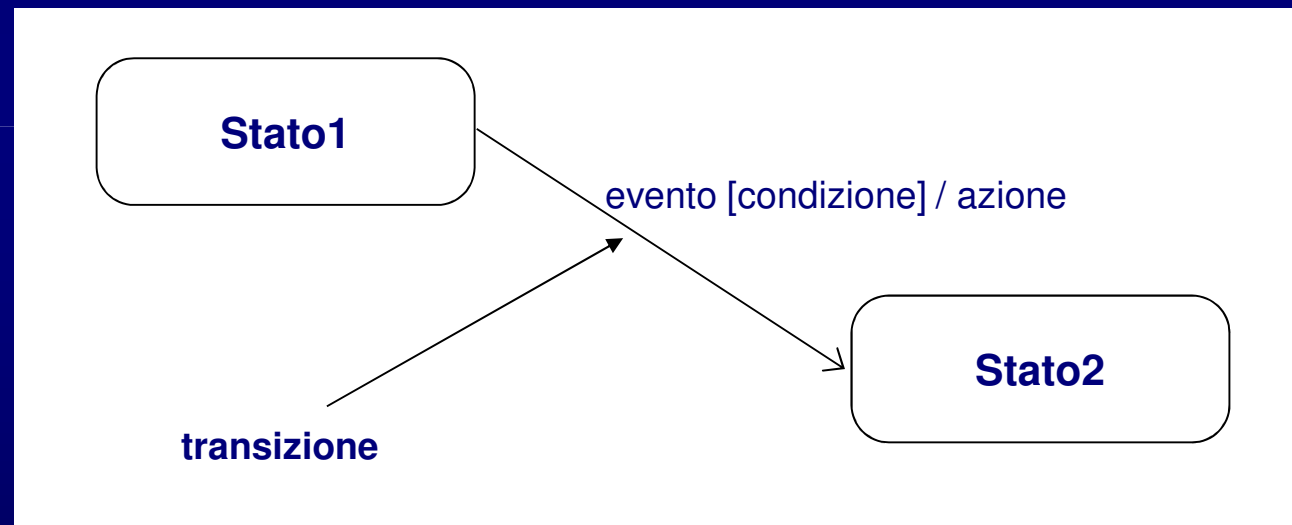 Stato1
evento [condizione] / azione
Stato2
transizione